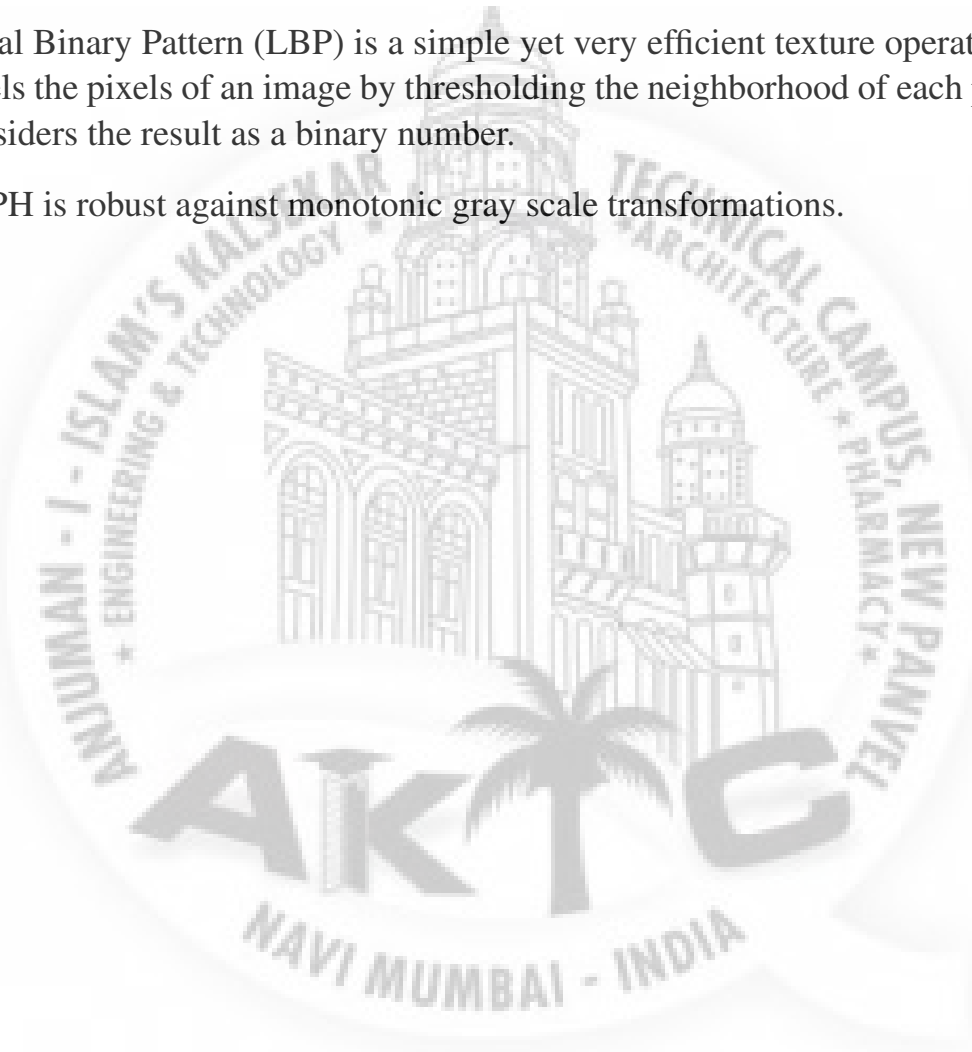 al Binary Pattern (LBP) is a simple yet very efficient texture operat
els the pixels of an image by thresholding the neighborhood of each
siders the result as a binary number.
PH is robust against monotonic gray scale transformations.
ANJUMAN - I - ISLAM'S KALSEKAR TECHNICAL CAMPUS, NEW PANVEL
* ENGINEERING & TECHNOLOGY * ARCHITECTURE * PHARMACY *
AKTC
NAVI MUMBAI - INDIA